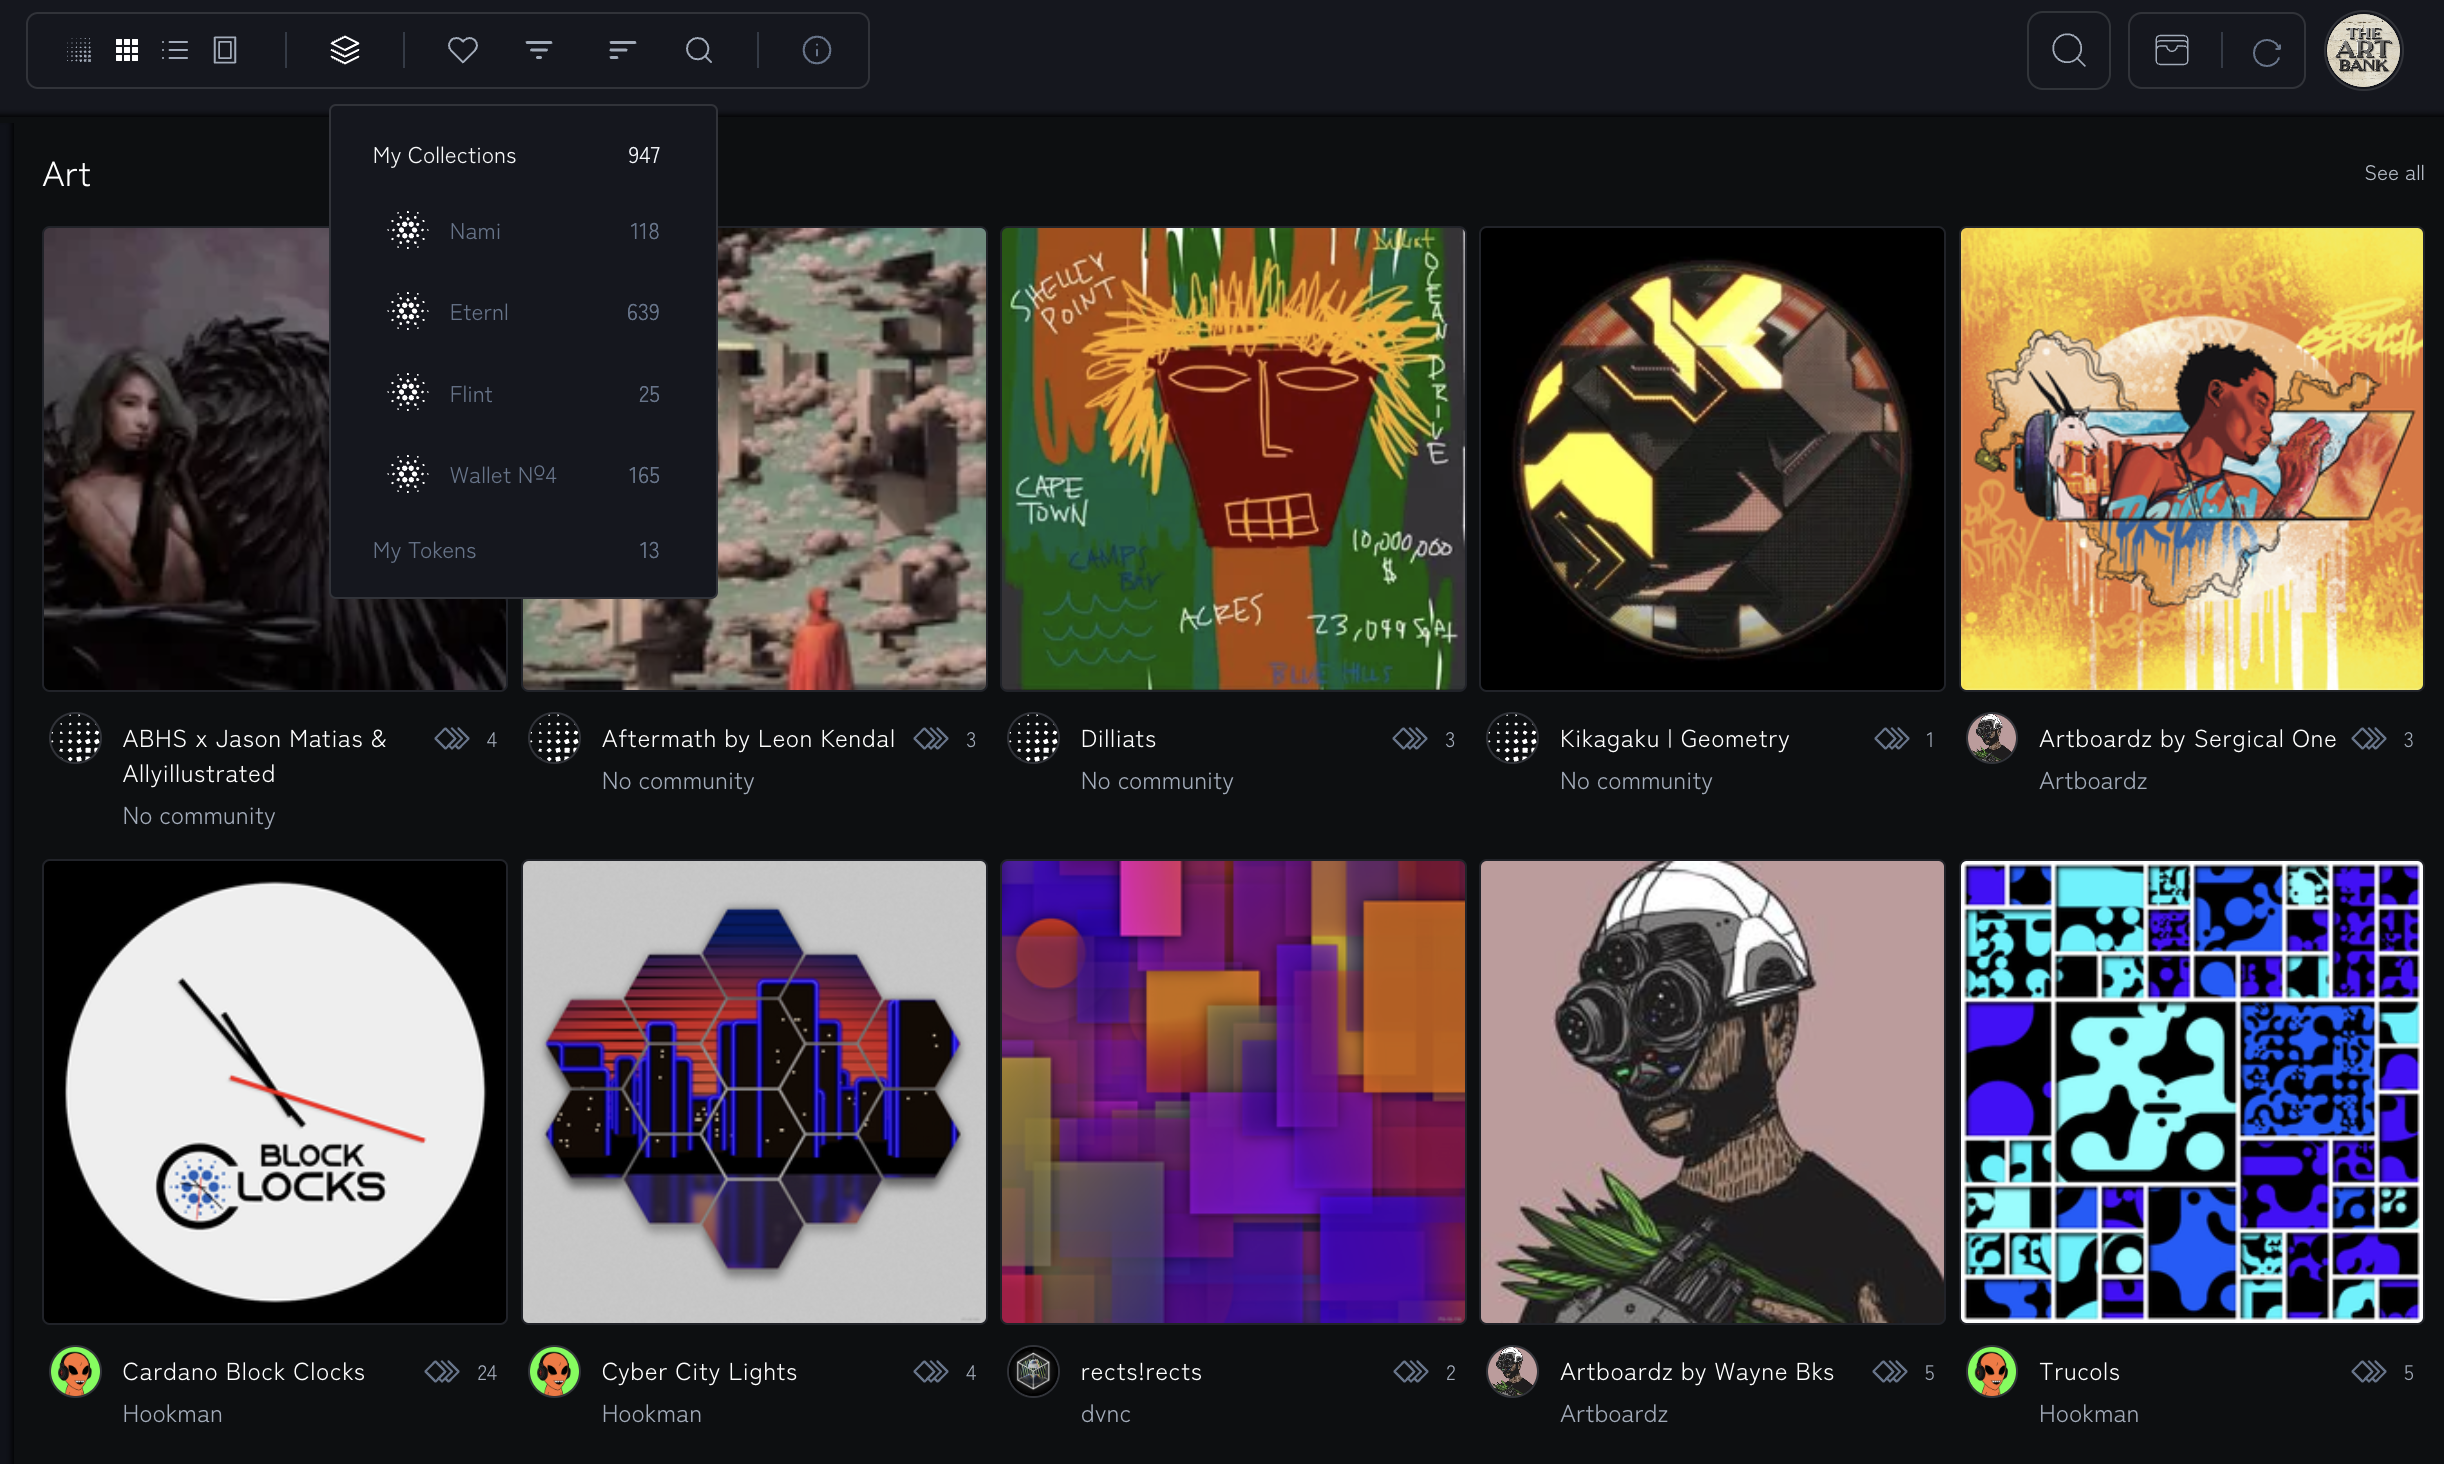 THE
ART
BANK
My Collections 947
Nami 118
Eternl 639
Flint 25
Wallet Nº4 165
My Tokens 13
Art
See all
SHELLEY
POINT
OCEAN DRIVE
CAPE
TOWN
CAMPS
BAY
10,000,000
$
ACRES
BLUE HILLS
ABHS x Jason Matias &
Allyillustrated
4
No community
Aftermath by Leon Kendal 3
No community
Dilliats 3
No community
Kikagaku | Geometry 1
No community
Artboardz by Sergical One 3
Artboardz
BLOCK
CLOCKS
Cardano Block Clocks 24
Hookman
Cyber City Lights 4
Hookman
rects!rects 2
dvnc
Artboardz by Wayne Bks 5
Artboardz
Trucols 5
Hookman